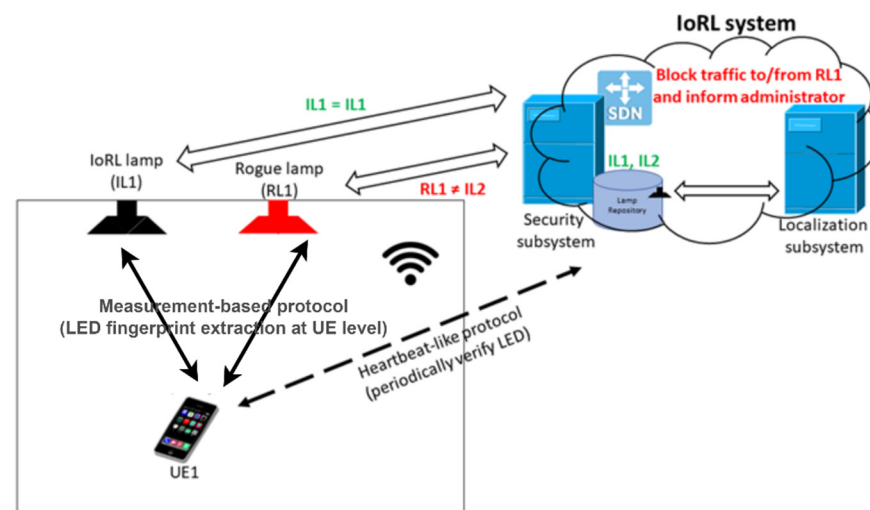 IoRL system
Block traffic to/from RL1
and inform administrator
SDN
IL1 = IL1
IoRL lamp
(IL1)
Rogue lamp
(RL1)
RL1 ≠ IL2
IL1, IL2
Lamp
Repository
Security
subsystem
Localization
subsystem
Measurement-based protocol
(LED fingerprint extraction at UE level)
Heartbeat-like protocol
(periodically verify LED)
UE1